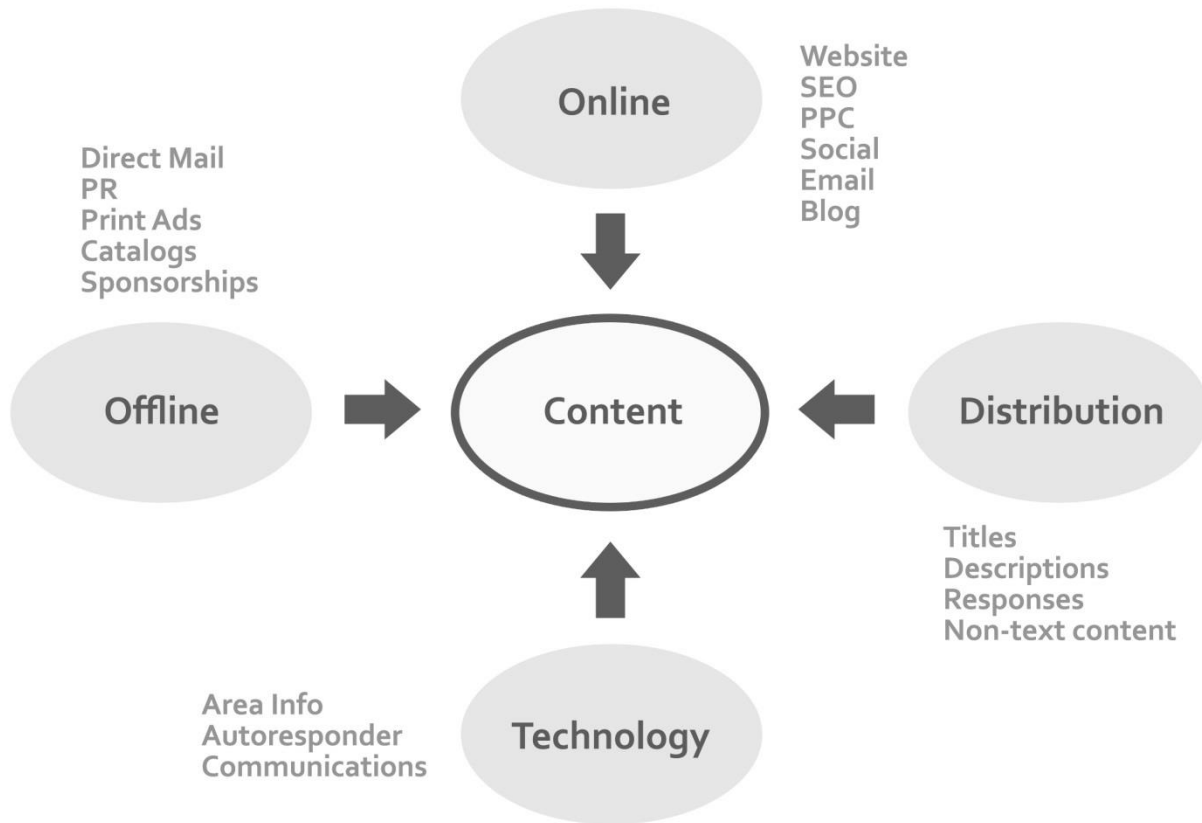 Online
Website
SEO
PPC
Social
Email
Blog
Direct Mail
PR
Print Ads
Catalogs
Sponsorships
Offline
Content
Distribution
Titles
Descriptions
Responses
Non-text content
Area Info
Autoresponder
Communications
Technology